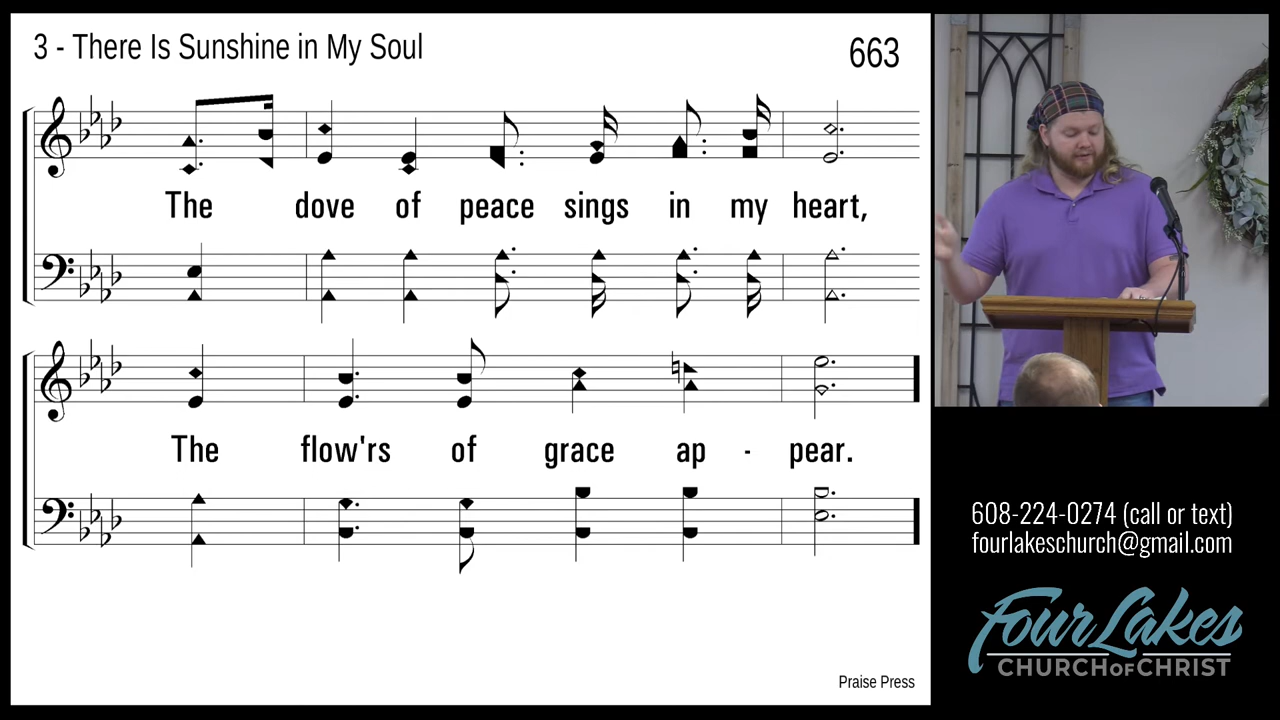 3 - There Is Sunshine in My Soul
663
The dove of peace sings in my heart,
The flow'rs of grace ap - pear.
Praise Press
608-224-0274 (call or text)
fourlakeschurch@gmail.com
Four Lakes
CHURCH OF CHRIST